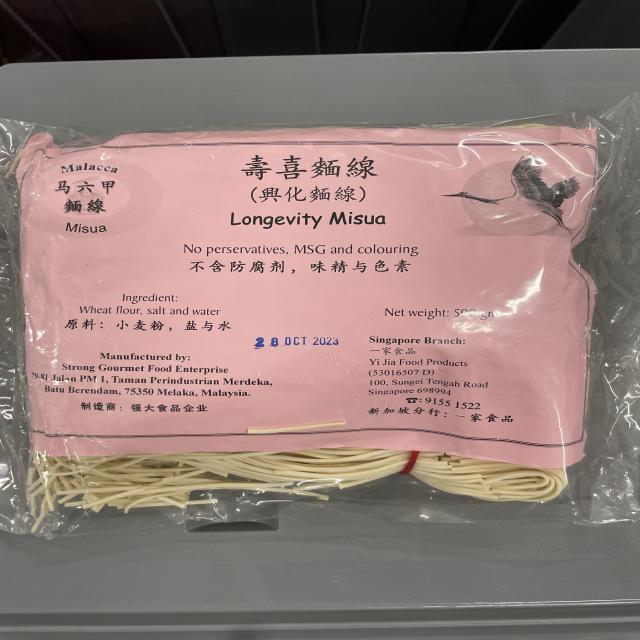 Malacca
马六甲
麵線
Misua
壽喜麵線
(興化麵線)
Longevity Misua
No perservatives, MSG and colouring
不含防腐剂，味精与色素
Ingredient:
Wheat flour, salt and water
原料：小麦粉，盐与水
Net weight: 500 gm
28 OCT 2023
Manufactured by:
Strong Gourmet Food Enterprise
79-81 Jalan PM 1, Taman Perindustrian Merdeka,
Batu Berendam, 75350 Melaka, Malaysia.
制造商：强大食品企业
Singapore Branch:
一家食品
Yi Jia Food Products
(53016507 D)
100, Sungei Tengah Road
Singapore 698994
☎: 9155 1522
新加坡分行：一家食品